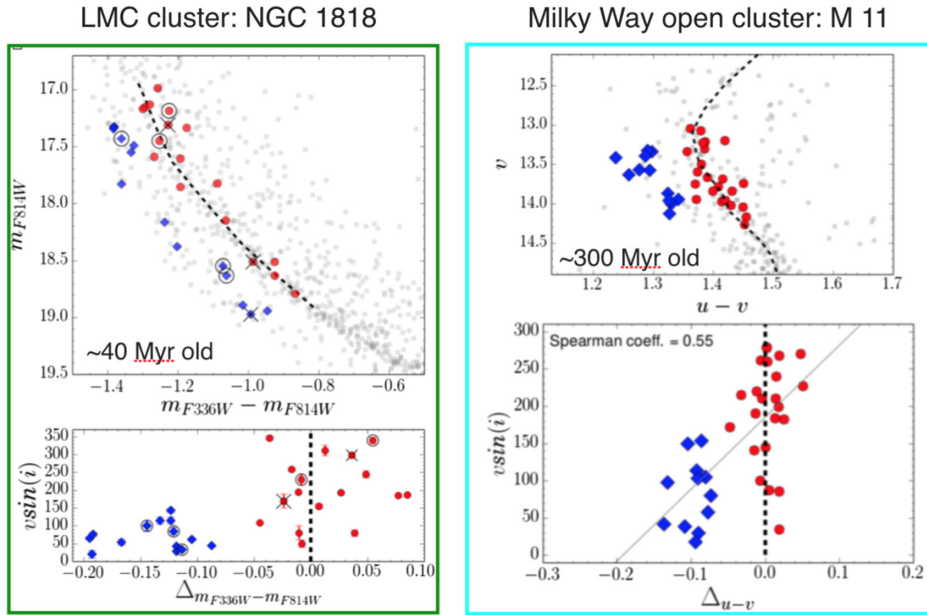 LMC cluster: NGC 1818
17.0
17.5
18.0
18.5
19.0
19.5
m_F814W
~40 Myr old
−1.4 −1.2 −1.0 −0.8 −0.6
m_F336W − m_F814W
350
300
250
200
150
100
50
0
vsin(i)
−0.20 −0.15 −0.10 −0.05 0.00 0.05 0.10
Δ_m_F336W−m_F814W
Milky Way open cluster: M 11
12.5
13.0
13.5
14.0
14.5
v
~300 Myr old
1.2 1.3 1.4 1.5 1.6 1.7
u − v
Spearman coeff. = 0.55
300
250
200
150
100
50
0
vsin(i)
−0.3 −0.2 −0.1 0.0 0.1 0.2
Δ_u−v